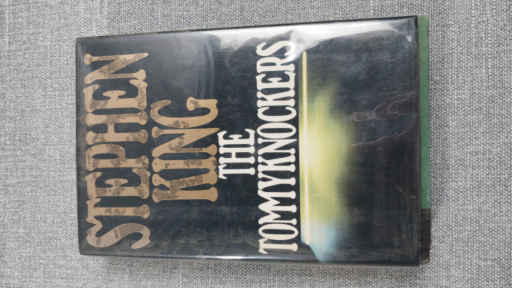 STEPHEN
KING
THE
TOMMYKNOCKERS